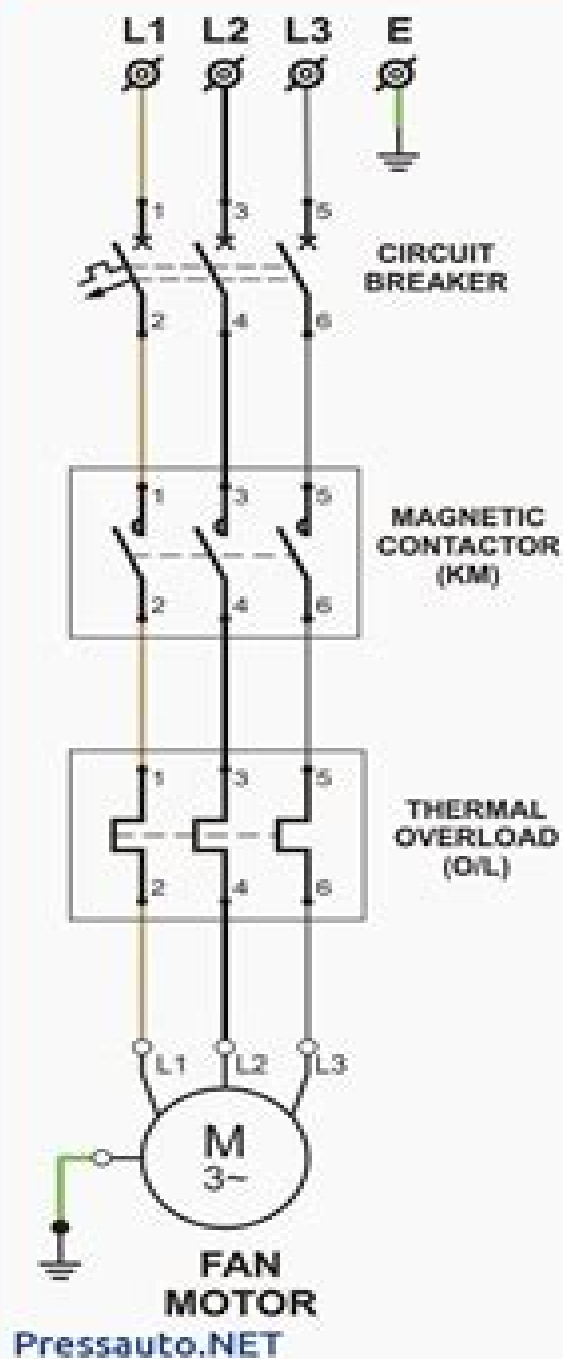 L1 L2 L3 E
1 3 5
CIRCUIT
BREAKER
2 4 6
1 3 5
MAGNETIC
CONTACTOR
(KM)
2 4 6
1 3 5
THERMAL
OVERLOAD
(O/L)
2 4 6
L1 L2 L3
M
3~
FAN
MOTOR
Pressauto.NET